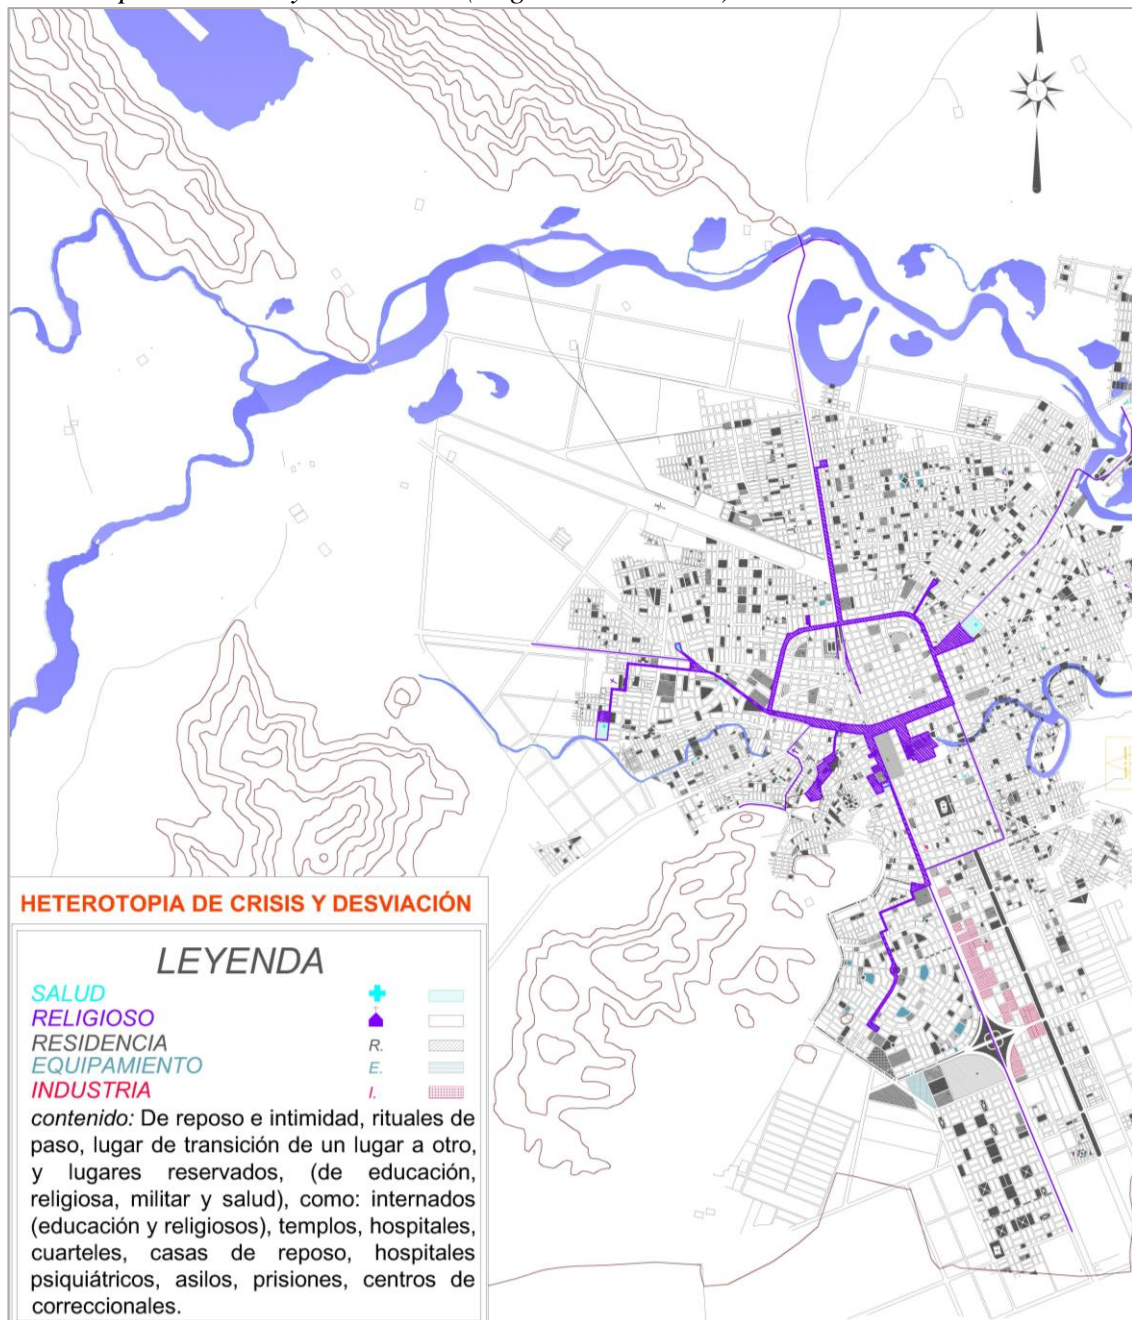 HETEROTOPIA DE CRISIS Y DESVIACIÓN
LEYENDA
SALUD
RELIGIOSO
RESIDENCIA R.
EQUIPAMIENTO E.
INDUSTRIA I.
contenido: De reposo e intimidad, rituales de
paso, lugar de transición de un lugar a otro,
y lugares reservados, (de educación,
religiosa, militar y salud), como: internados
(educación y religiosos), templos, hospitales,
cuarteles, casas de reposo, hospitales
psiquiátricos, asilos, prisiones, centros de
correccionales.